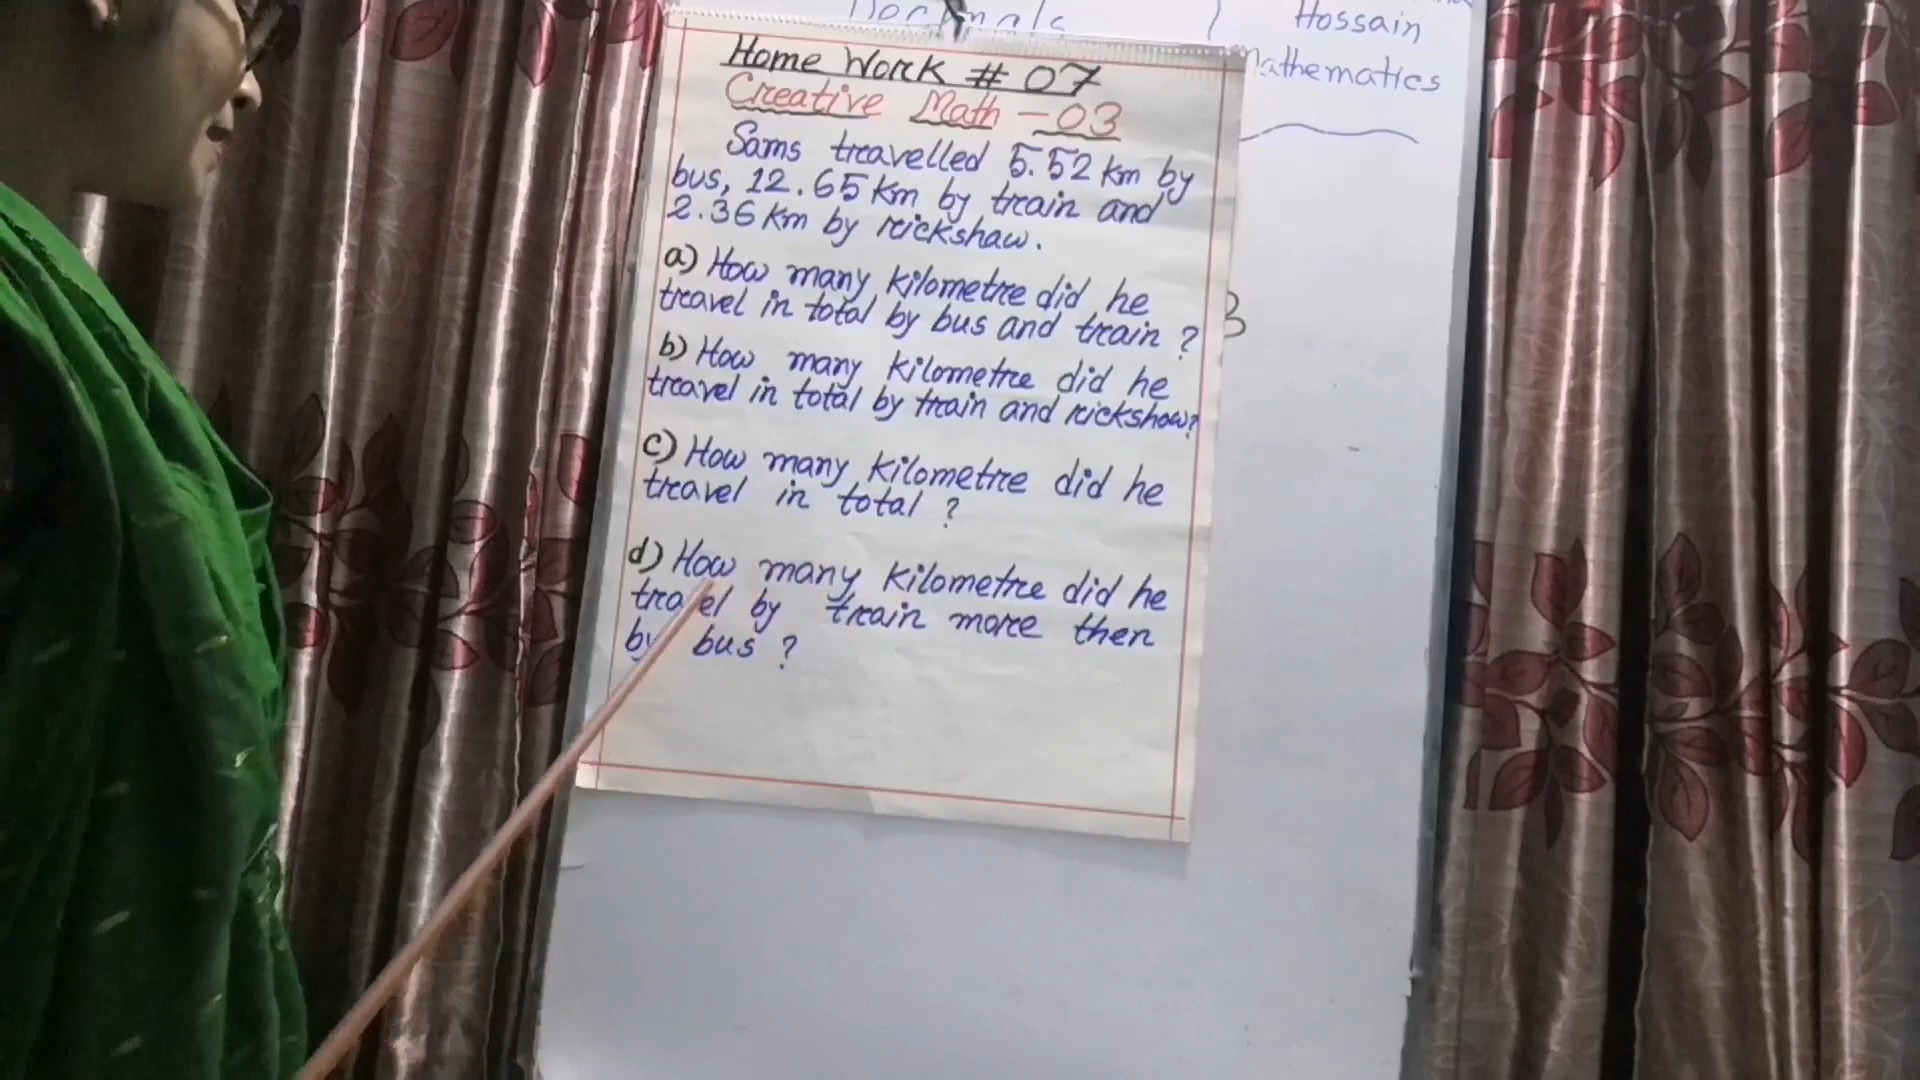 Hossain
Mathematics
Home Work # 07
Creative Math - 03
Sams travelled 5.52 km by
bus, 12.65 km by train and
2.36 km by rickshaw.
a) How many kilometre did he
travel in total by bus and train ?
b) How many kilometre did he
travel in total by train and rickshow?
c) How many kilometre did he
travel in total ?
d) How many kilometre did he
travel by train more then
by bus ?